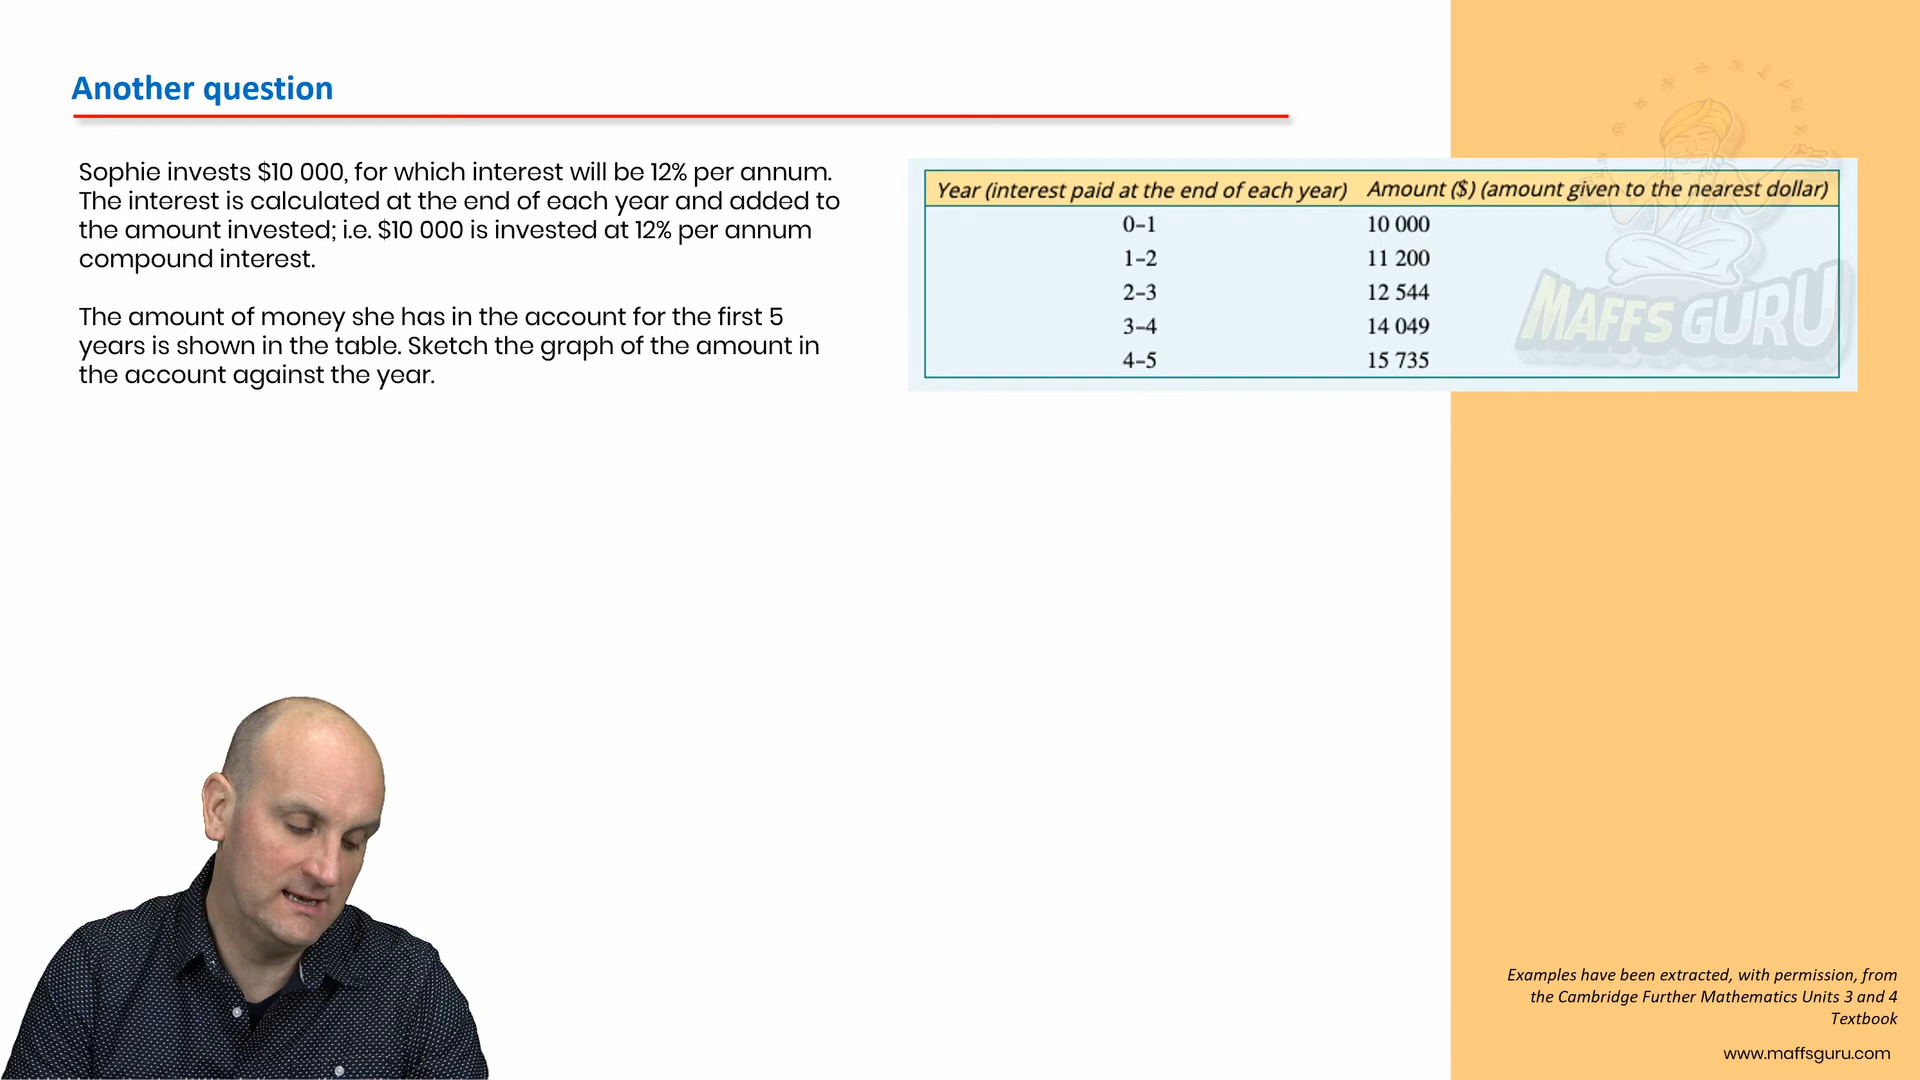 Another question
Sophie invests $10 000, for which interest will be 12% per annum.
The interest is calculated at the end of each year and added to
the amount invested; i.e. $10 000 is invested at 12% per annum
compound interest.
The amount of money she has in the account for the first 5
years is shown in the table. Sketch the graph of the amount in
the account against the year.
Year (interest paid at the end of each year) Amount ($) (amount given to the nearest dollar)
0–1 10 000
1–2 11 200
2–3 12 544
3–4 14 049
4–5 15 735
MAFFS GURU
Examples have been extracted, with permission, from
the Cambridge Further Mathematics Units 3 and 4
Textbook
www.maffsguru.com